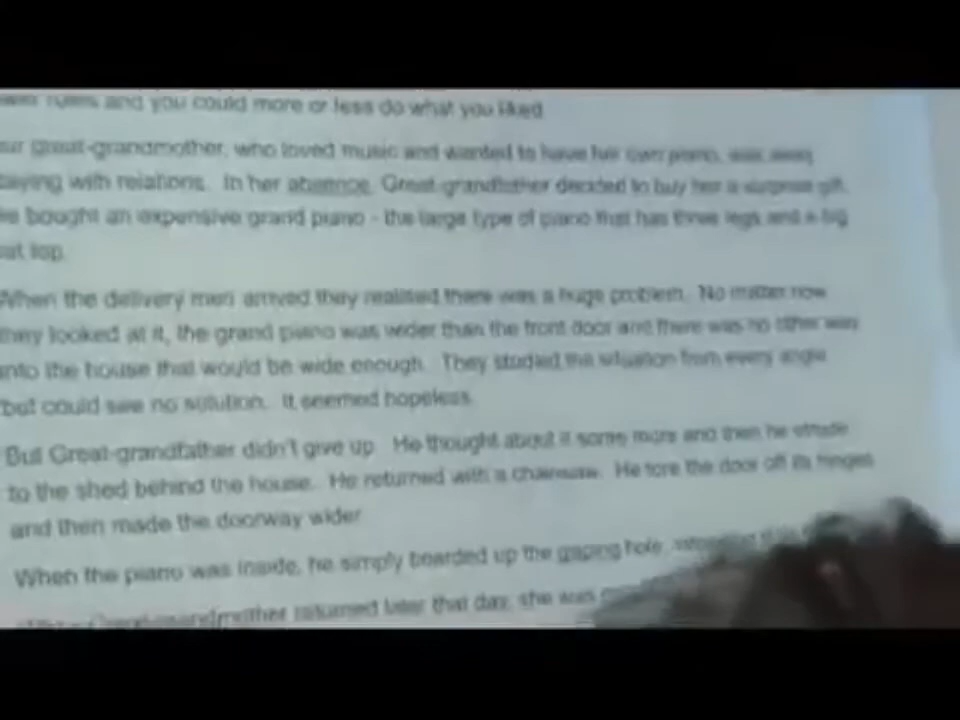 rules and you could more or less do what you liked
great-grandmother, who loved music and wanted to have her own piano, was away
with relations. In her absence, Great-grandfather decided to buy her a surprise gift.
bought an expensive grand piano - the large type of piano that has three legs and a big
top.
When the delivery men arrived they realised there was a huge problem. No matter how
they looked at it, the grand piano was wider than the front door and there was no other way
into the house that would be wide enough. They studied the situation from every angle
but could see no solution. It seemed hopeless.
But Great-grandfather didn't give up. He thought about it some more and then he strode
to the shed behind the house. He returned with a chainsaw. He tore the door off its hinges
and then made the doorway wider
When the piano was inside, he simply boarded up the gaping hole,
Great-grandmother returned later that day, she was